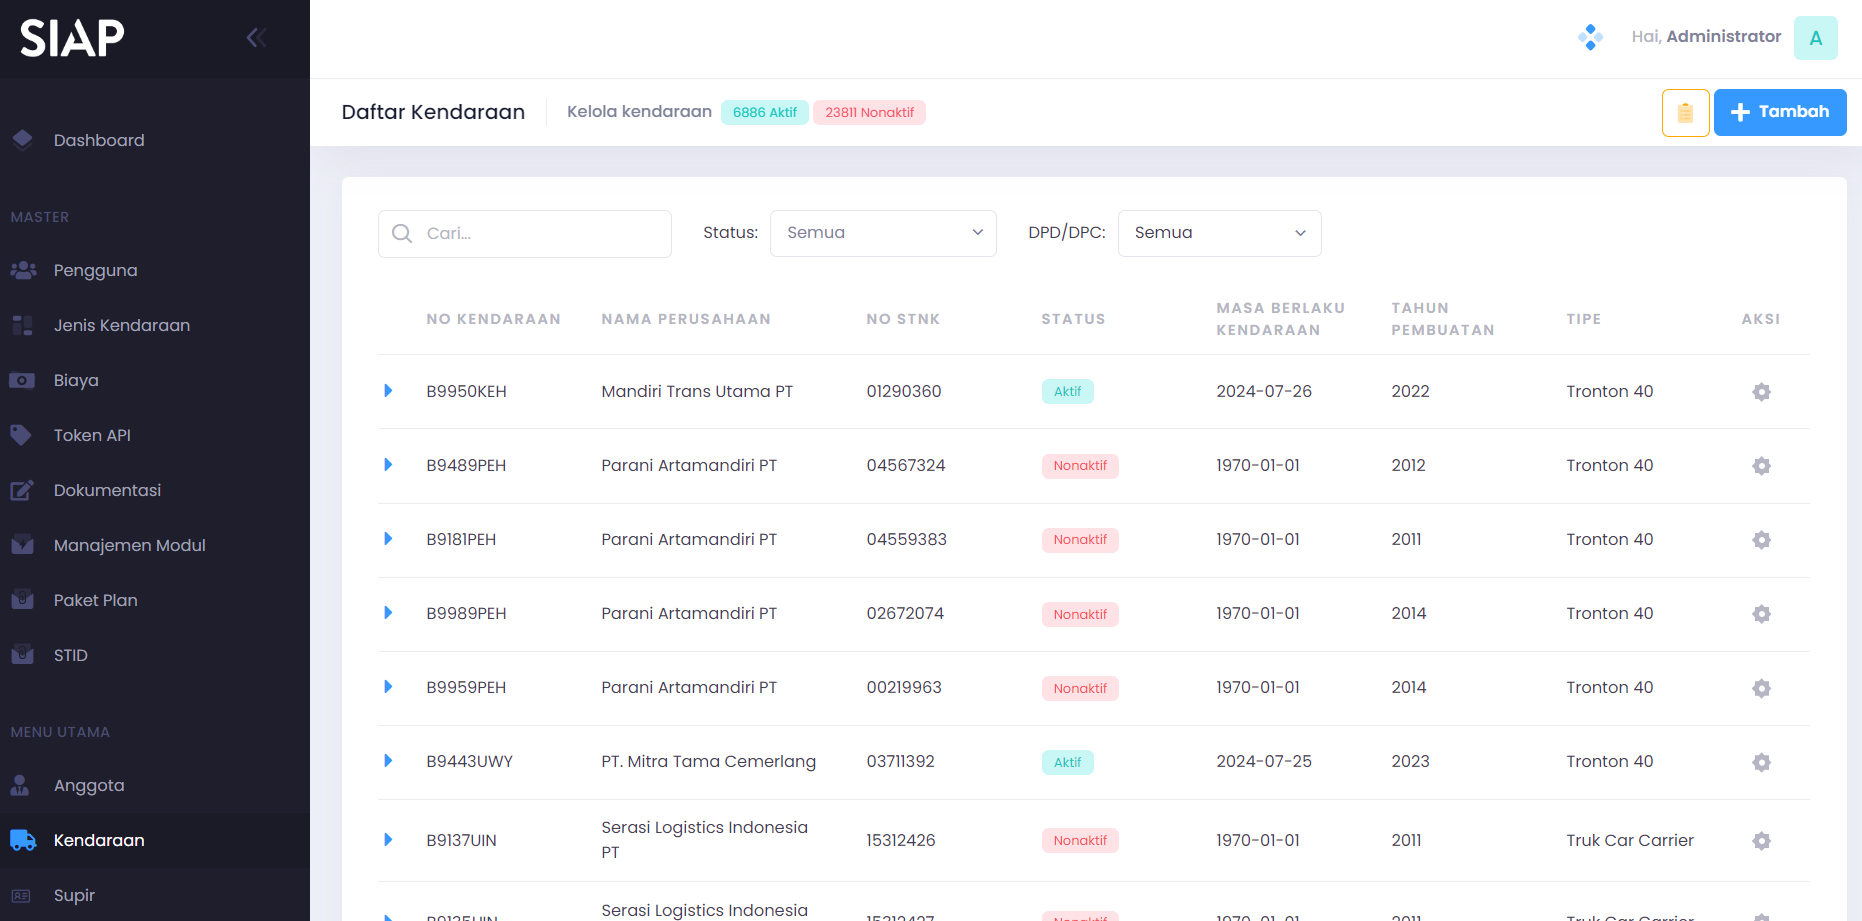 SIAP
Hai, Administrator
A
Daftar Kendaraan
Kelola kendaraan
6886 Aktif
23811 Nonaktif
Tambah
Dashboard
MASTER
Pengguna
Jenis Kendaraan
Biaya
Token API
Dokumentasi
Manajemen Modul
Paket Plan
STID
MENU UTAMA
Anggota
Kendaraan
Supir
Cari...
Status: Semua
DPD/DPC: Semua
NO KENDARAAN NAMA PERUSAHAAN NO STNK STATUS MASA BERLAKU KENDARAAN TAHUN PEMBUATAN TIPE AKSI
B9950KEH Mandiri Trans Utama PT 01290360 Aktif 2024-07-26 2022 Tronton 40
B9489PEH Parani Artamandiri PT 04567324 Nonaktif 1970-01-01 2012 Tronton 40
B9181PEH Parani Artamandiri PT 04559383 Nonaktif 1970-01-01 2011 Tronton 40
B9989PEH Parani Artamandiri PT 02672074 Nonaktif 1970-01-01 2014 Tronton 40
B9959PEH Parani Artamandiri PT 00219963 Nonaktif 1970-01-01 2014 Tronton 40
B9443UWY PT. Mitra Tama Cemerlang 03711392 Aktif 2024-07-25 2023 Tronton 40
B9137UIN Serasi Logistics Indonesia PT 15312426 Nonaktif 1970-01-01 2011 Truk Car Carrier
Serasi Logistics Indonesia